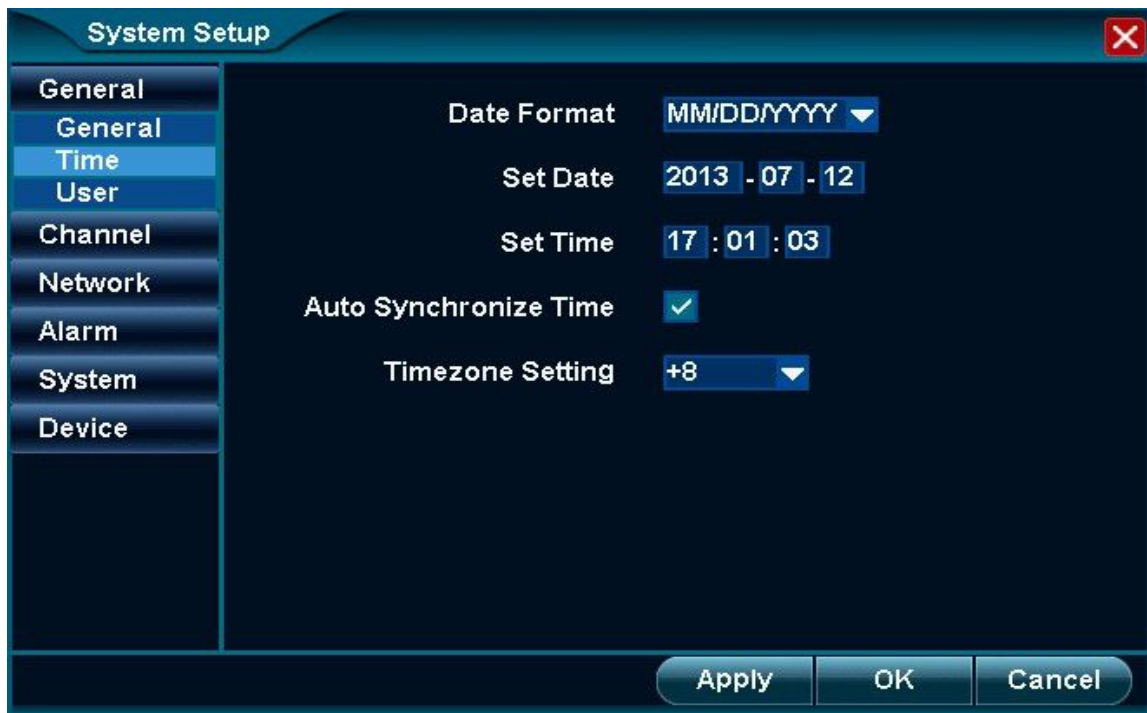 System Setup
General
General
Time
User
Channel
Network
Alarm
System
Device
Date Format MM/DD/YYYY
Set Date 2013 - 07 - 12
Set Time 17 : 01 : 03
Auto Synchronize Time
Timezone Setting +8
Apply OK Cancel